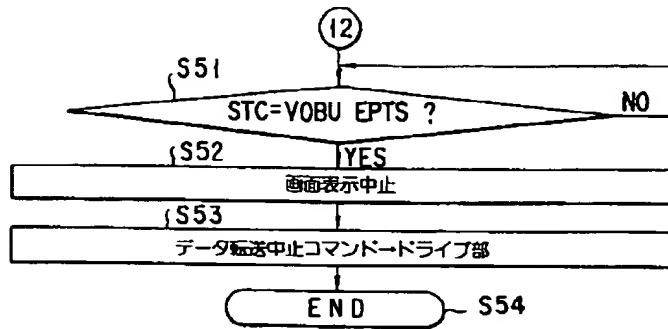 12
S51
STC=VOBU EPTS ?
NO
YES
S52
画面表示中止
S53
データ転送中止コマンド→ドライブ部
END
S54